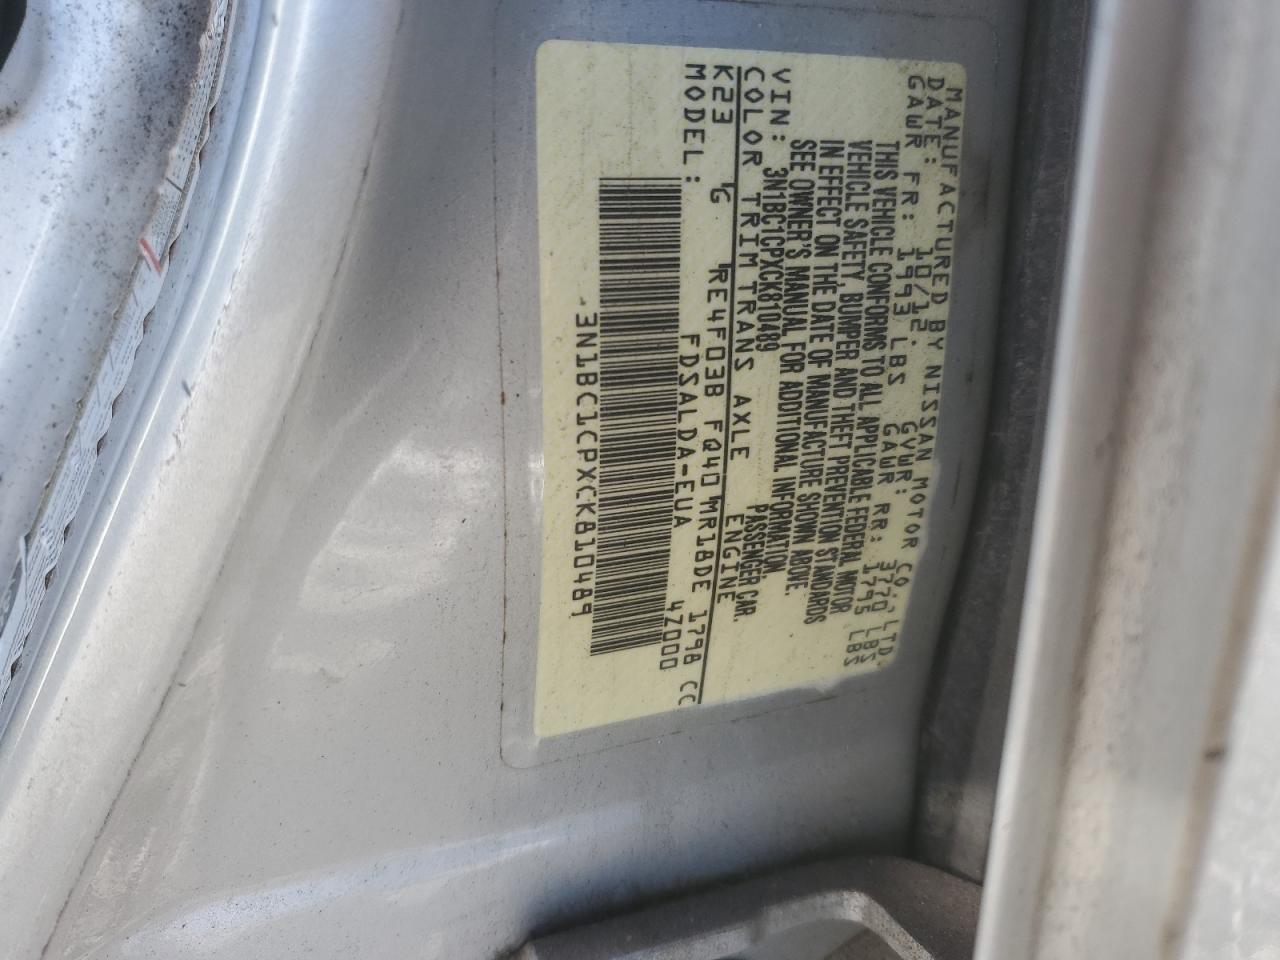 MANUFACTURED BY NISSAN MOTOR CO., LTD.
DATE: 10/12. GVWR: 3770 LBS
GAWR FR: 1993 LBS GAWR RR: 1795 LBS
THIS VEHICLE CONFORMS TO ALL APPLICABLE FEDERAL MOTOR
VEHICLE SAFETY, BUMPER AND THEFT PREVENTION STANDARDS
IN EFFECT ON THE DATE OF MANUFACTURE SHOWN ABOVE.
SEE OWNER'S MANUAL FOR ADDITIONAL INFORMATION.
VIN: 3N1BC1CPXCK810489 PASSENGER CAR.
COLOR TRIM TRANS AXLE ENGINE
K23 G RE4F03B FQ40 MR18DE 1798 CC
MODEL: FDSALDA-EUA 4Z000
3N1BC1CPXCK810489